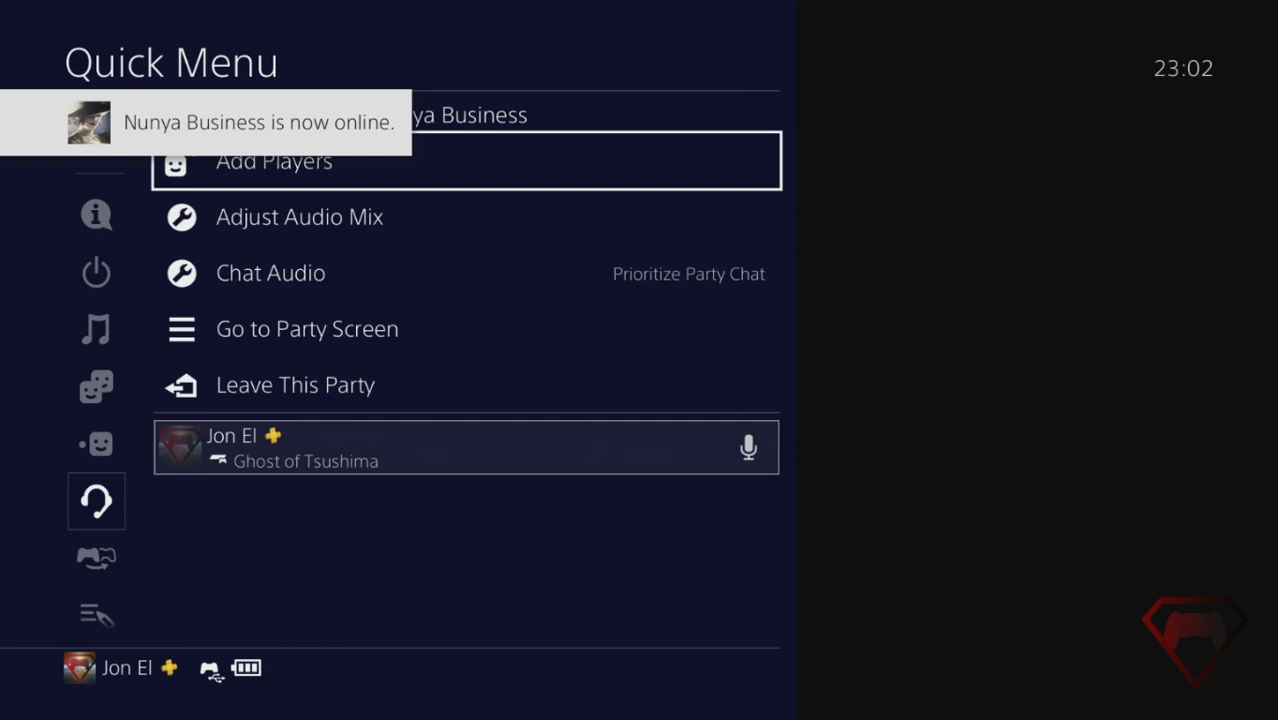 Quick Menu
23:02
Nunya Business is now online.
ya Business
Add Players
Adjust Audio Mix
Chat Audio
Prioritize Party Chat
Go to Party Screen
Leave This Party
Jon El
Ghost of Tsushima
Jon El